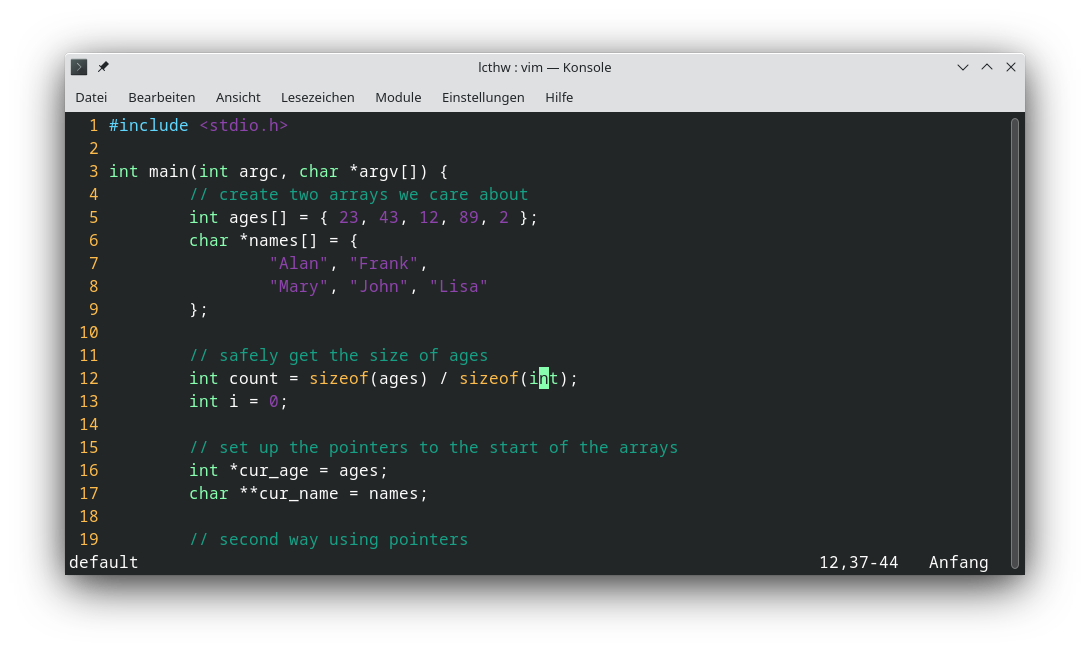 lcthw : vim — Konsole
Datei Bearbeiten Ansicht Lesezeichen Module Einstellungen Hilfe
1 #include <stdio.h>
2
3 int main(int argc, char *argv[]) {
4         // create two arrays we care about
5         int ages[] = { 23, 43, 12, 89, 2 };
6         char *names[] = {
7                 "Alan", "Frank",
8                 "Mary", "John", "Lisa"
9         };
10
11         // safely get the size of ages
12         int count = sizeof(ages) / sizeof(int);
13         int i = 0;
14
15         // set up the pointers to the start of the arrays
16         int *cur_age = ages;
17         char **cur_name = names;
18
19         // second way using pointers
default 12,37-44 Anfang